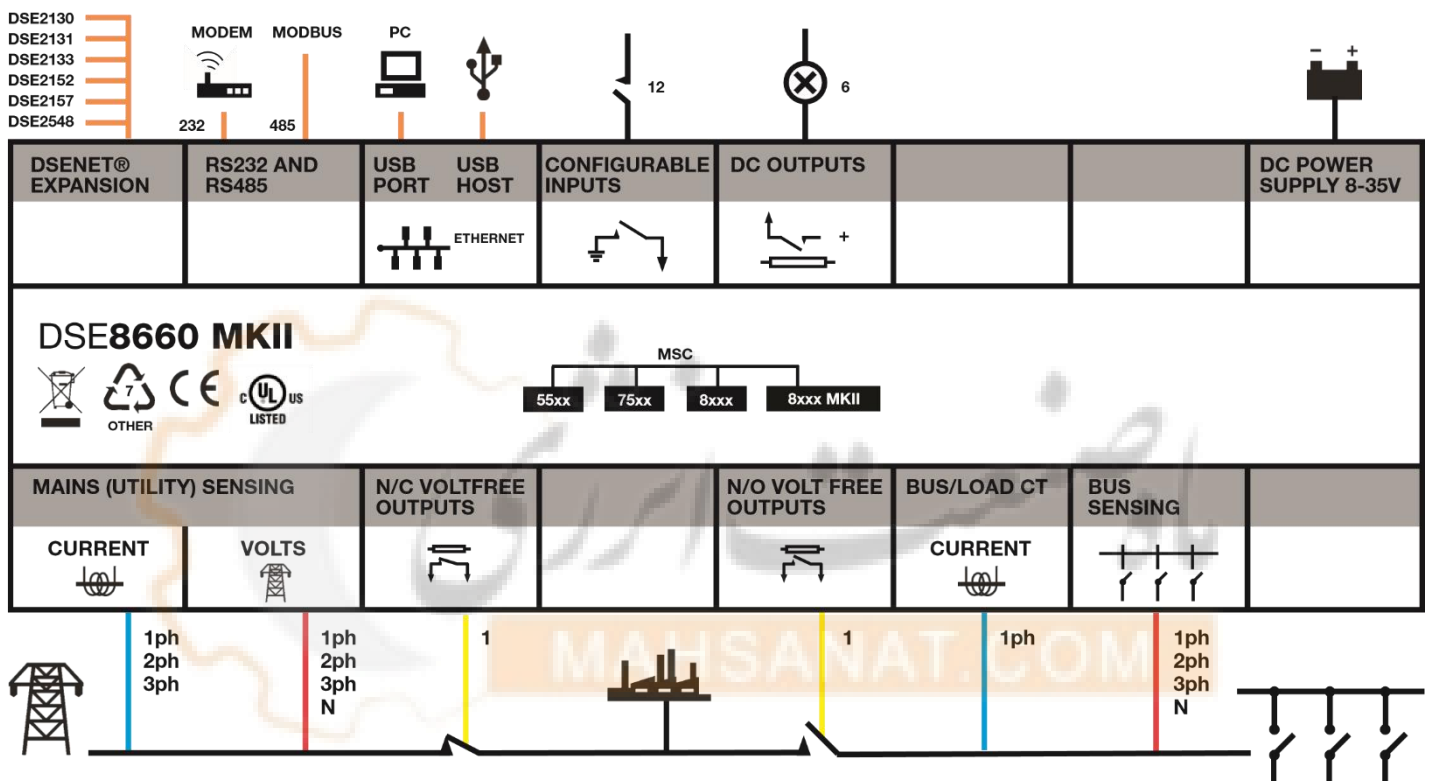 DSE2130
DSE2131
DSE2133
DSE2152
DSE2157
DSE2548
MODEM
MODBUS
PC
232
485
12
6
- +
DSENET® EXPANSION
RS232 AND RS485
USB PORT
USB HOST
CONFIGURABLE INPUTS
DC OUTPUTS
DC POWER SUPPLY 8-35V
ETHERNET
+
DSE8660 MKII
7
OTHER
CE
C UL US
LISTED
MSC
55xx
75xx
8xxx
8xxx MKII
MAINS (UTILITY) SENSING
N/C VOLTFREE OUTPUTS
N/O VOLT FREE OUTPUTS
BUS/LOAD CT
BUS SENSING
CURRENT
VOLTS
CURRENT
1ph
2ph
3ph
1ph
2ph
3ph
N
1
1
1ph
1ph
2ph
3ph
N
MAHSANAT.COM